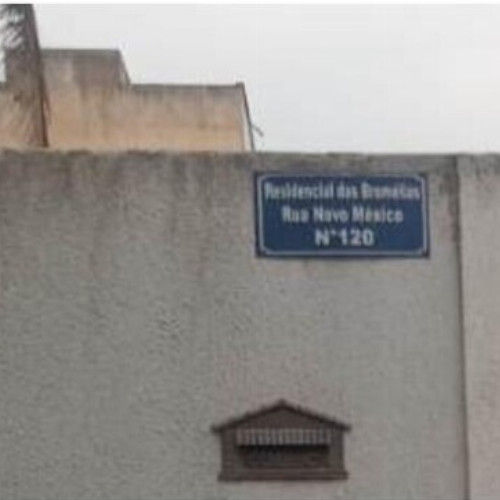 Residencial das Bromélias
Rua Novo México
N°120